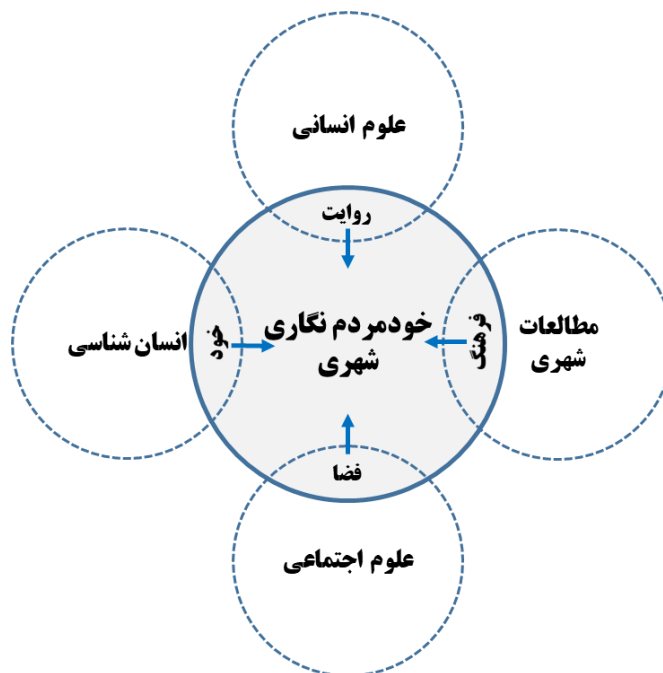 علوم انسانی
روایت
مطالعات
شهری
فرهنگ
خودمردم نگاری
شهری
خود
انسان شناسی
فضا
علوم اجتماعی